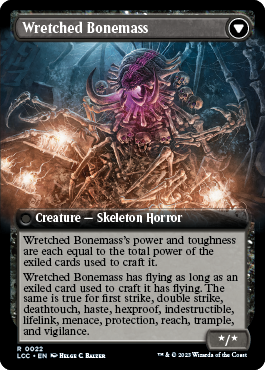 Wretched Bonemass
Creature — Skeleton Horror
Wretched Bonemass's power and toughness
are each equal to the total power of the
exiled cards used to craft it.
Wretched Bonemass has flying as long as an
exiled card used to craft it has flying. The
same is true for first strike, double strike,
deathtouch, haste, hexproof, indestructible,
lifelink, menace, protection, reach, trample,
and vigilance.
*/*
R 0022
LCC • EN Helge C. Balzer
™ & © 2023 Wizards of the Coast